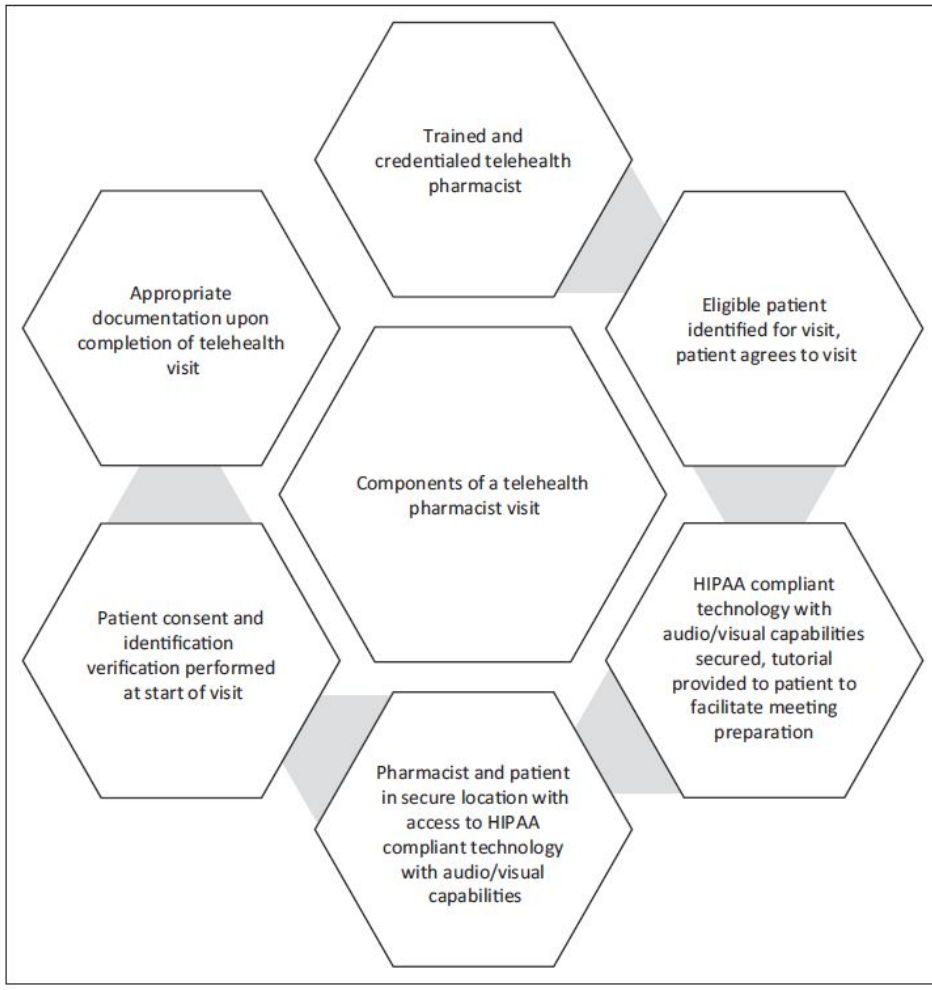 Trained and
credentialed telehealth
pharmacist
Eligible patient
identified for visit,
patient agrees to visit
HIPAA compliant
technology with
audio/visual capabilities
secured, tutorial
provided to patient to
facilitate meeting
preparation
Pharmacist and patient
in secure location with
access to HIPAA
compliant technology
with audio/visual
capabilities
Patient consent and
identification
verification performed
at start of visit
Appropriate
documentation upon
completion of telehealth
visit
Components of a telehealth
pharmacist visit